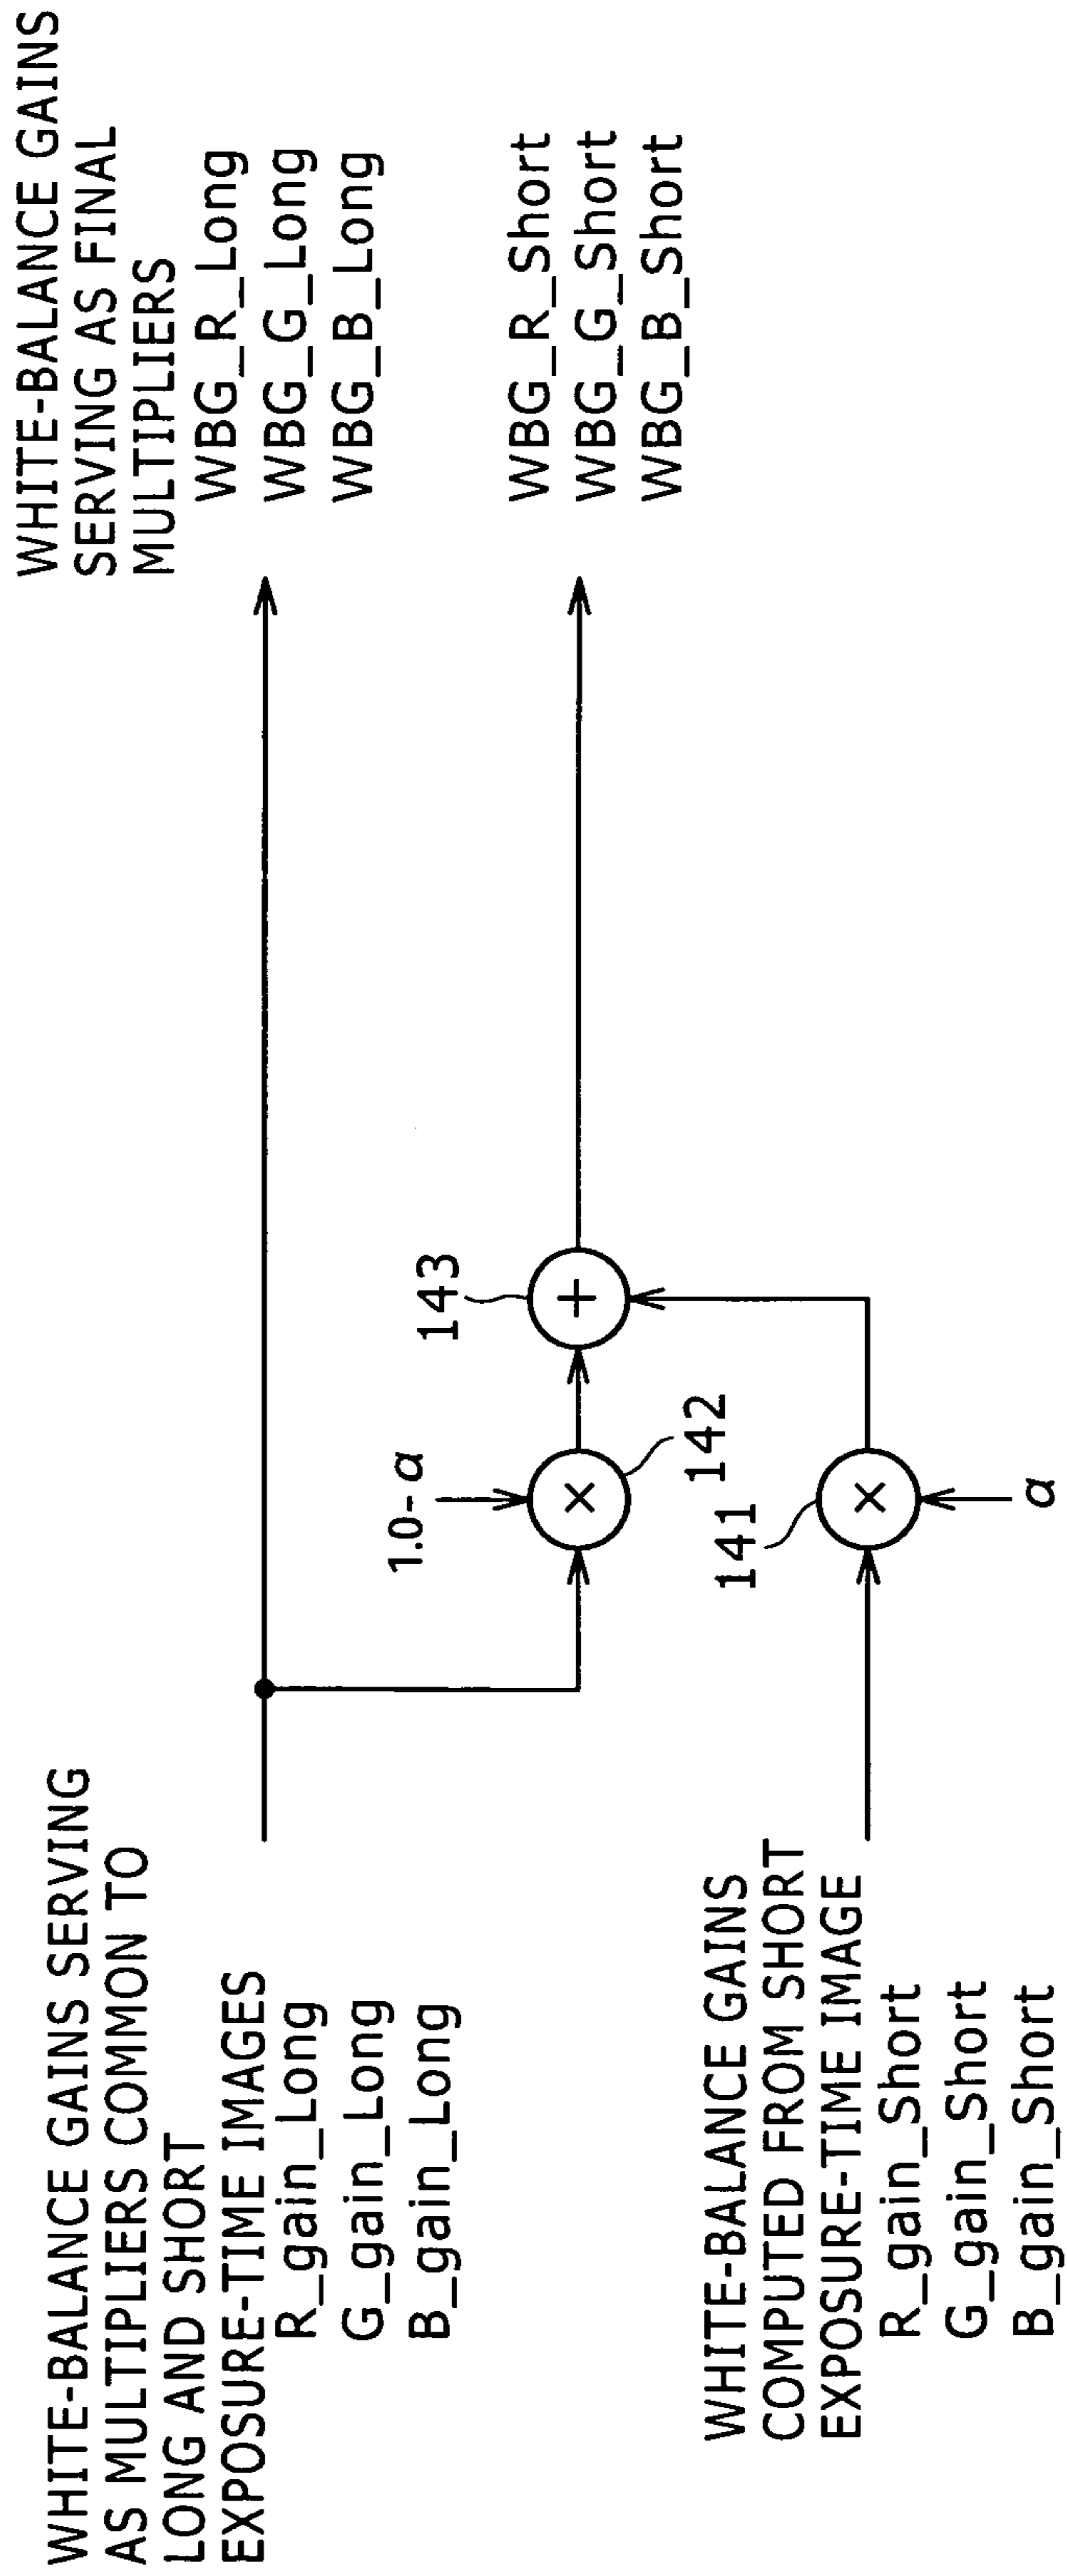 WHITE-BALANCE GAINS SERVING
AS MULTIPLIERS COMMON TO
LONG AND SHORT
EXPOSURE-TIME IMAGES
R_gain_Long
G_gain_Long
B_gain_Long
WHITE-BALANCE GAINS
SERVING AS FINAL
MULTIPLIERS
WBG_R_Long
WBG_G_Long
WBG_B_Long
1.0-α
143
142
WBG_R_Short
WBG_G_Short
WBG_B_Short
WHITE-BALANCE GAINS
COMPUTED FROM SHORT
EXPOSURE-TIME IMAGE
R_gain_Short
G_gain_Short
B_gain_Short
141
α